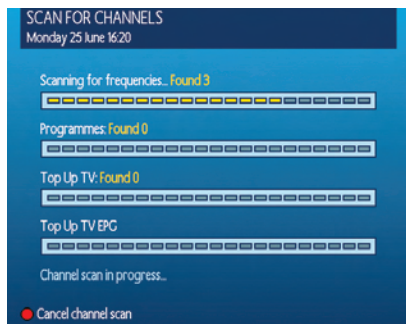 SCAN FOR CHANNELS
Monday 25 June 16:20
Scanning for frequencies... Found 3
Programmes: Found 0
Top Up TV: Found 0
Top Up TV EPG
Channel scan in progress...
Cancel channel scan